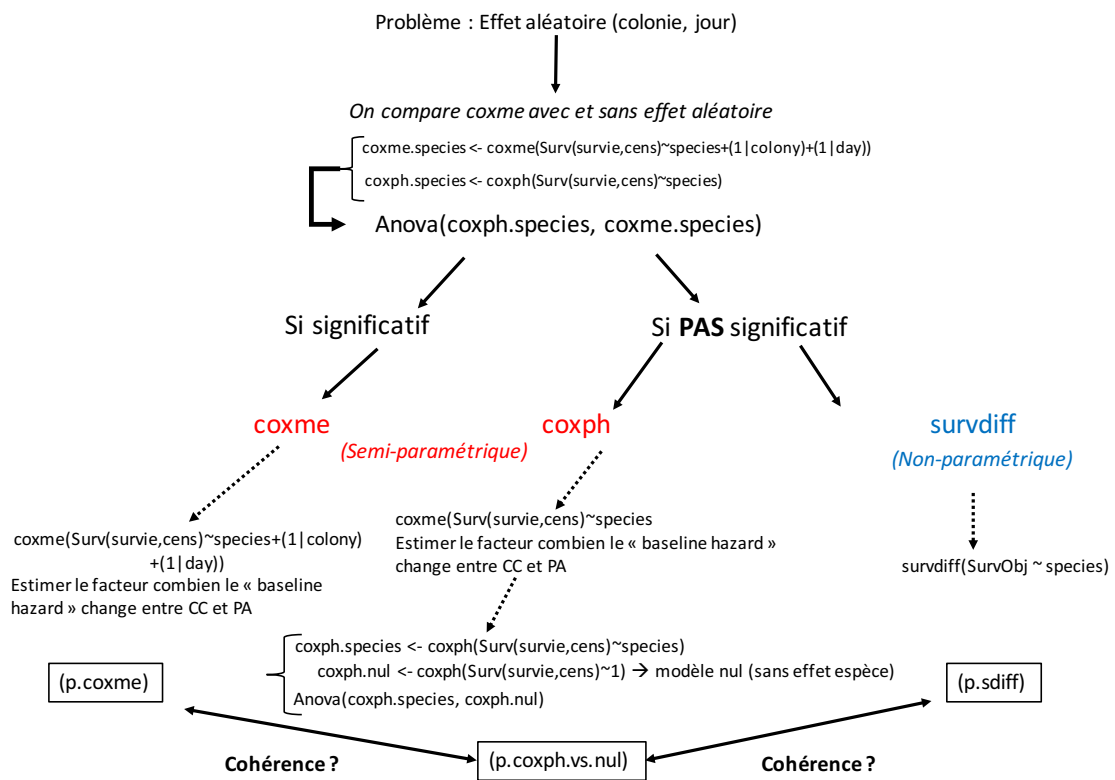 Problème : Effet aléatoire (colonie, jour)
On compare coxme avec et sans effet aléatoire
coxme.species <- coxme(Surv(survie,cens)~species+(1|colony)+(1|day))
coxph.species <- coxph(Surv(survie,cens)~species)
Anova(coxph.species, coxme.species)
Si significatif
Si PAS significatif
coxme
(Semi-paramétrique)
coxph
survdiff
(Non-paramétrique)
coxme(Surv(survie,cens)~species+(1|colony)
+(1|day))
Estimer le facteur combien le « baseline
hazard » change entre CC et PA
coxme(Surv(survie,cens)~species
Estimer le facteur combien le « baseline hazard »
change entre CC et PA
survdiff(SurvObj ~ species)
coxph.species <- coxph(Surv(survie,cens)~species)
coxph.nul <- coxph(Surv(survie,cens)~1) → modèle nul (sans effet espèce)
Anova(coxph.species, coxph.nul)
(p.coxme)
(p.sdiff)
(p.coxph.vs.nul)
Cohérence ?
Cohérence ?